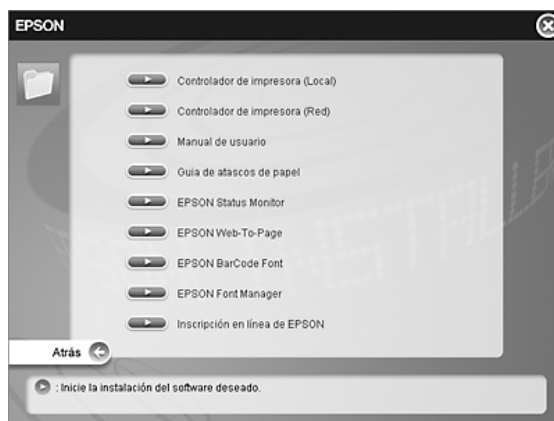 EPSON
Controlador de impresora (Local)
Controlador de impresora (Red)
Manual de usuario
Guia de atascos de papel
EPSON Status Monitor
EPSON Web-To-Page
EPSON BarCode Font
EPSON Font Manager
Inscripción en línea de EPSON
Atrás
: Inicie la instalación del software deseado.